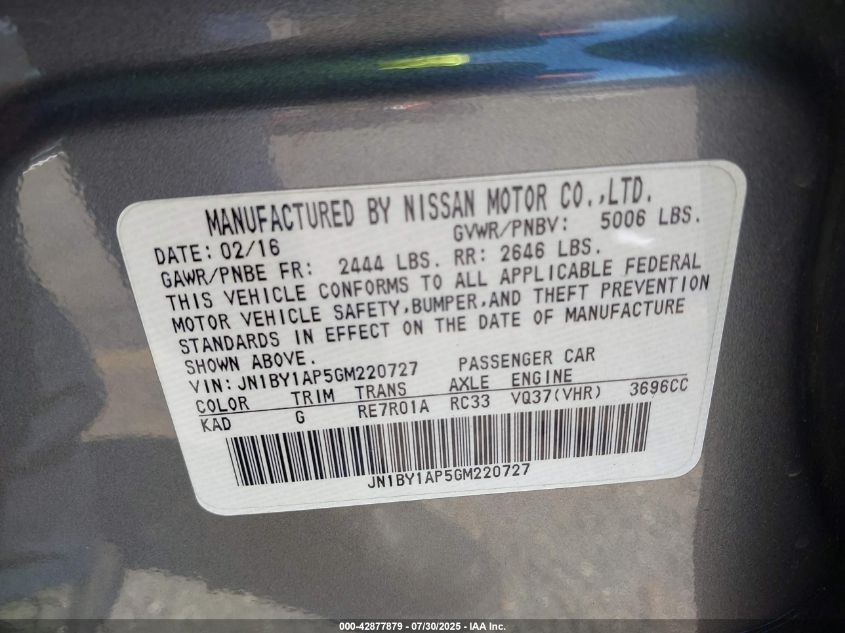 MANUFACTURED BY NISSAN MOTOR CO.,LTD.
DATE: 02/16 GVWR/PNBV: 5006 LBS.
GAWR/PNBE FR: 2444 LBS. RR: 2646 LBS.
THIS VEHICLE CONFORMS TO ALL APPLICABLE FEDERAL
MOTOR VEHICLE SAFETY,BUMPER,AND THEFT PREVENTION
STANDARDS IN EFFECT ON THE DATE OF MANUFACTURE
SHOWN ABOVE.
VIN: JN1BY1AP5GM220727 PASSENGER CAR
COLOR TRIM TRANS AXLE ENGINE
KAD G RE7R01A RC33 VQ37(VHR) 3696CC
JN1BY1AP5GM220727
000-42877879 / 07/30/2025 - IAA Inc.